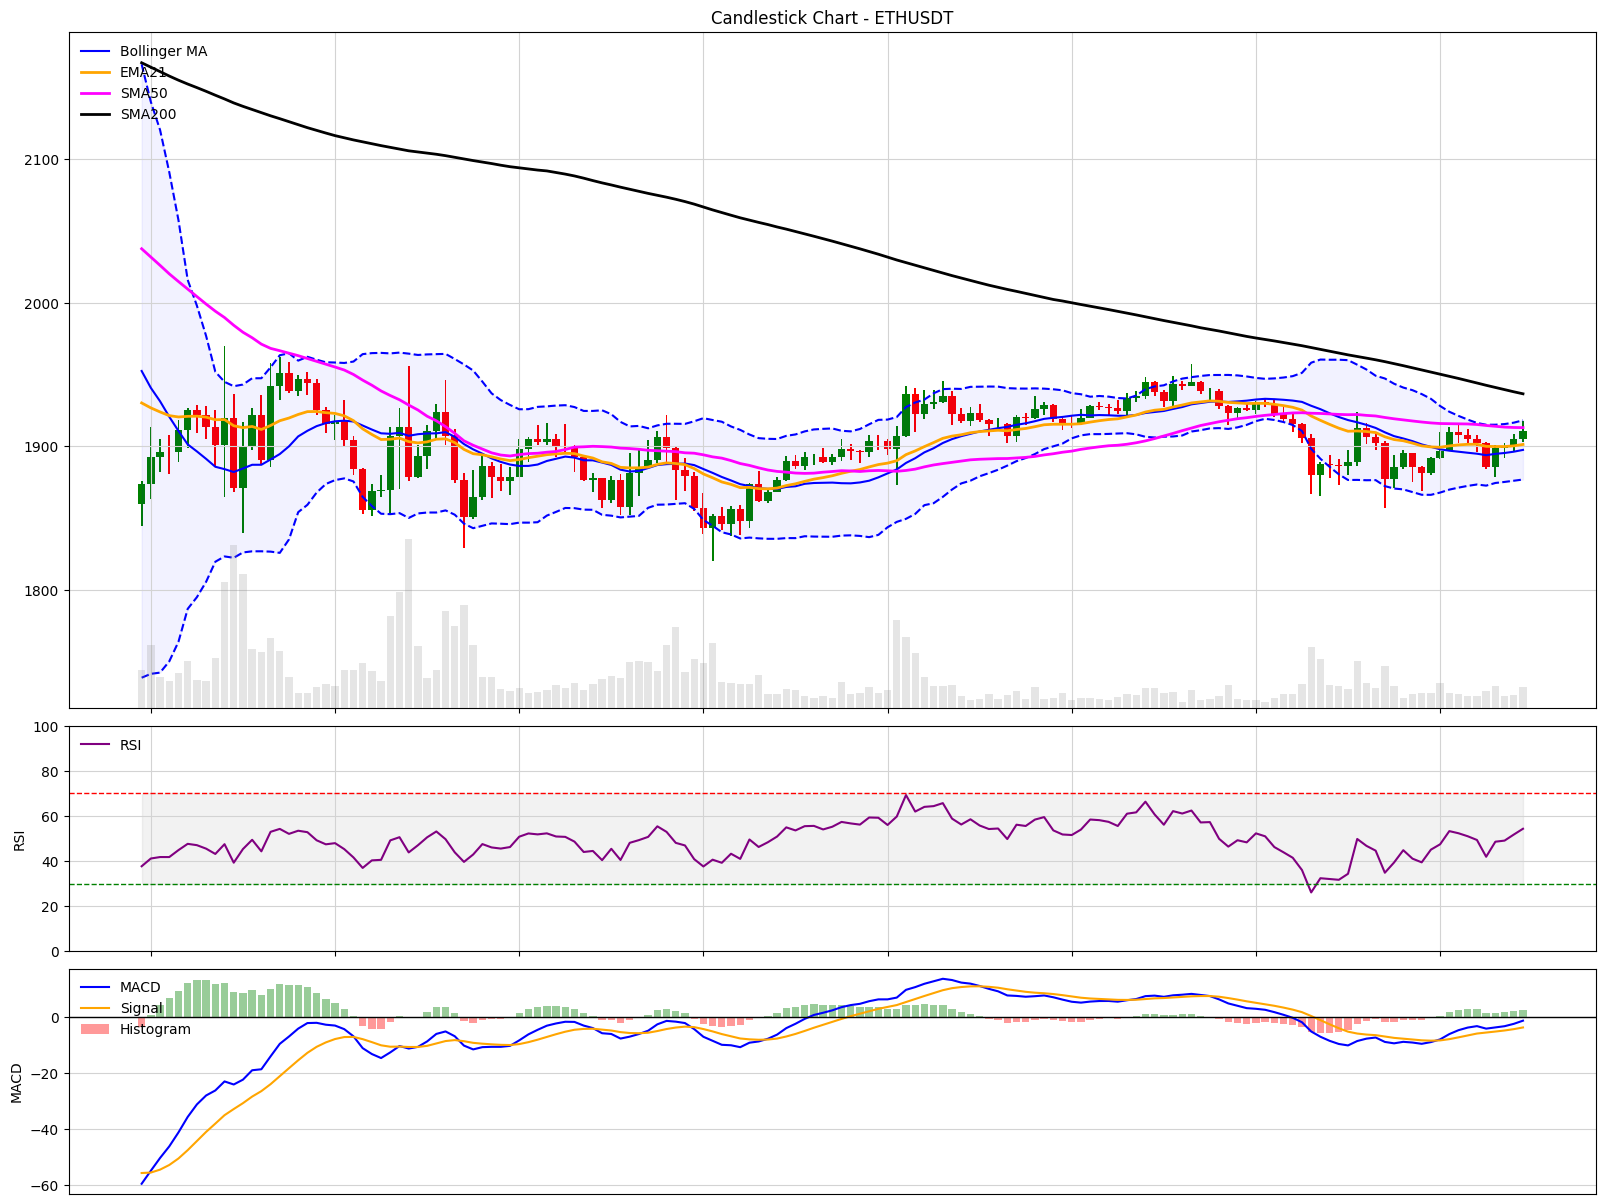 Candlestick Chart - ETHUSDT
Bollinger MA
EMA21
SMA50
SMA200
2100
2000
1900
1800
RSI
100
80
60
40
20
0
RSI
MACD
Signal
Histogram
0
−20
−40
−60
MACD